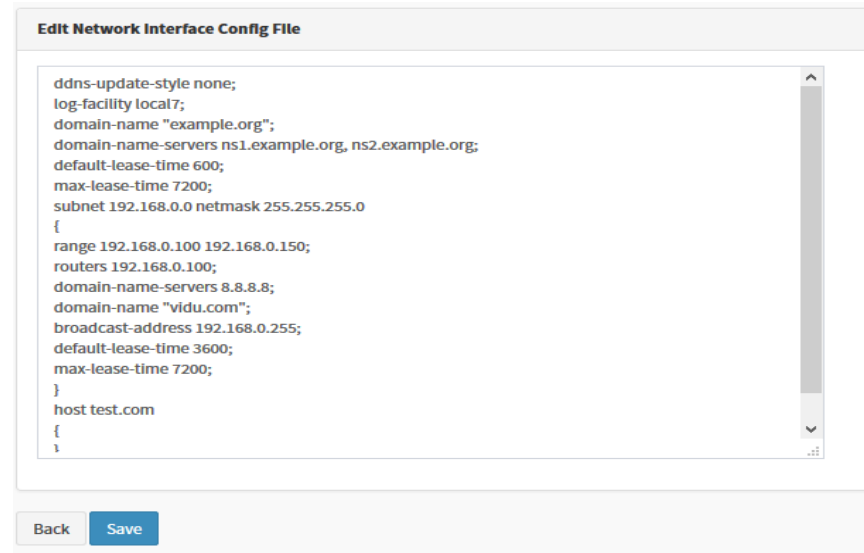 Edit Network Interface Config File
ddns-update-style none;
log-facility local7;
domain-name "example.org";
domain-name-servers ns1.example.org, ns2.example.org;
default-lease-time 600;
max-lease-time 7200;
subnet 192.168.0.0 netmask 255.255.255.0
{
range 192.168.0.100 192.168.0.150;
routers 192.168.0.100;
domain-name-servers 8.8.8.8;
domain-name "vidu.com";
broadcast-address 192.168.0.255;
default-lease-time 3600;
max-lease-time 7200;
}
host test.com
{
}
Back
Save